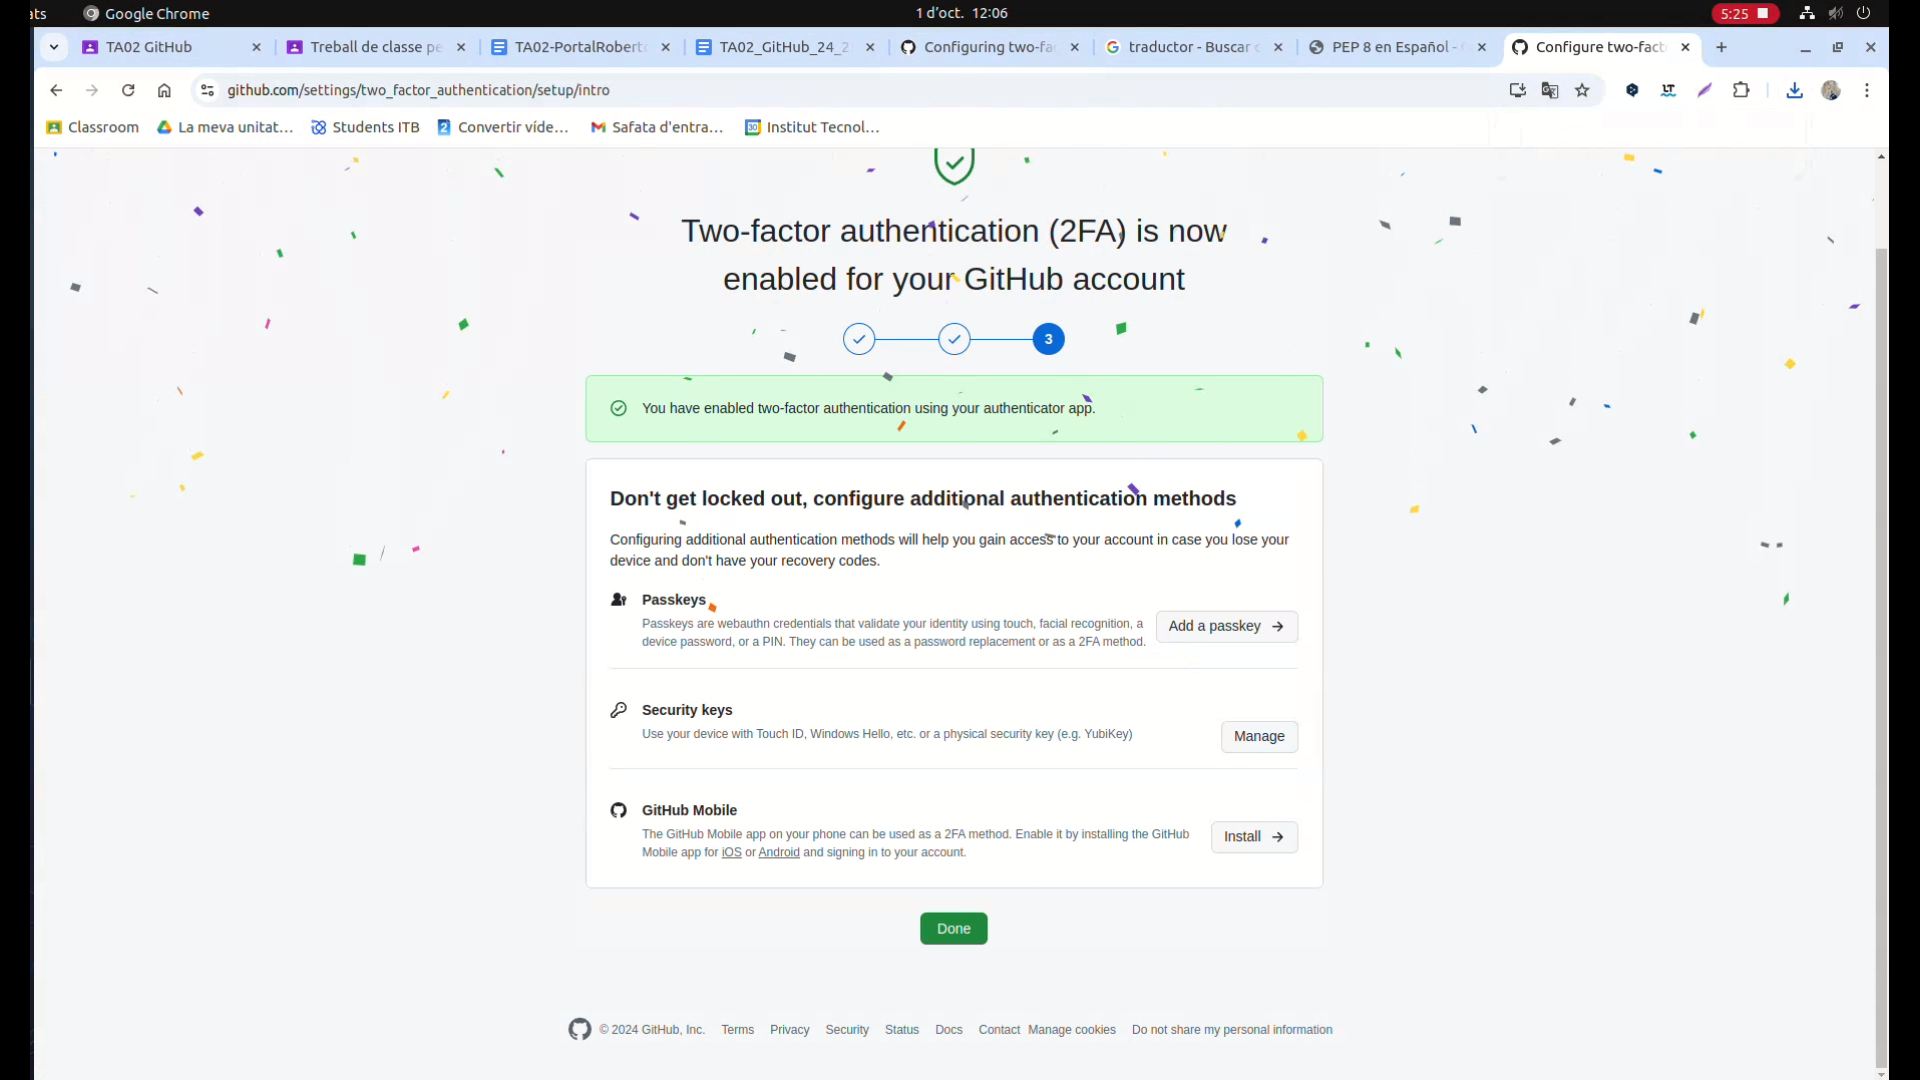 ats
Google Chrome
1 d'oct. 12:06
5:25
TA02 GitHub
Treball de classe pe
TA02-PortalRoberto
TA02_GitHub_24_2
Configuring two-fa
traductor - Buscar
PEP 8 en Español -
Configure two-fact
github.com/settings/two_factor_authentication/setup/intro
Classroom
La meva unitat...
Students ITB
Convertir víde...
Safata d'entra...
Institut Tecnol...
Two-factor authentication (2FA) is now
enabled for your GitHub account
3
You have enabled two-factor authentication using your authenticator app.
Don't get locked out, configure additional authentication methods
Configuring additional authentication methods will help you gain access to your account in case you lose your
device and don't have your recovery codes.
Passkeys
Passkeys are webauthn credentials that validate your identity using touch, facial recognition, a
device password, or a PIN. They can be used as a password replacement or as a 2FA method.
Add a passkey
Security keys
Use your device with Touch ID, Windows Hello, etc. or a physical security key (e.g. YubiKey)
Manage
GitHub Mobile
The GitHub Mobile app on your phone can be used as a 2FA method. Enable it by installing the GitHub
Mobile app for iOS or Android and signing in to your account.
Install
Done
© 2024 GitHub, Inc. Terms Privacy Security Status Docs Contact Manage cookies Do not share my personal information